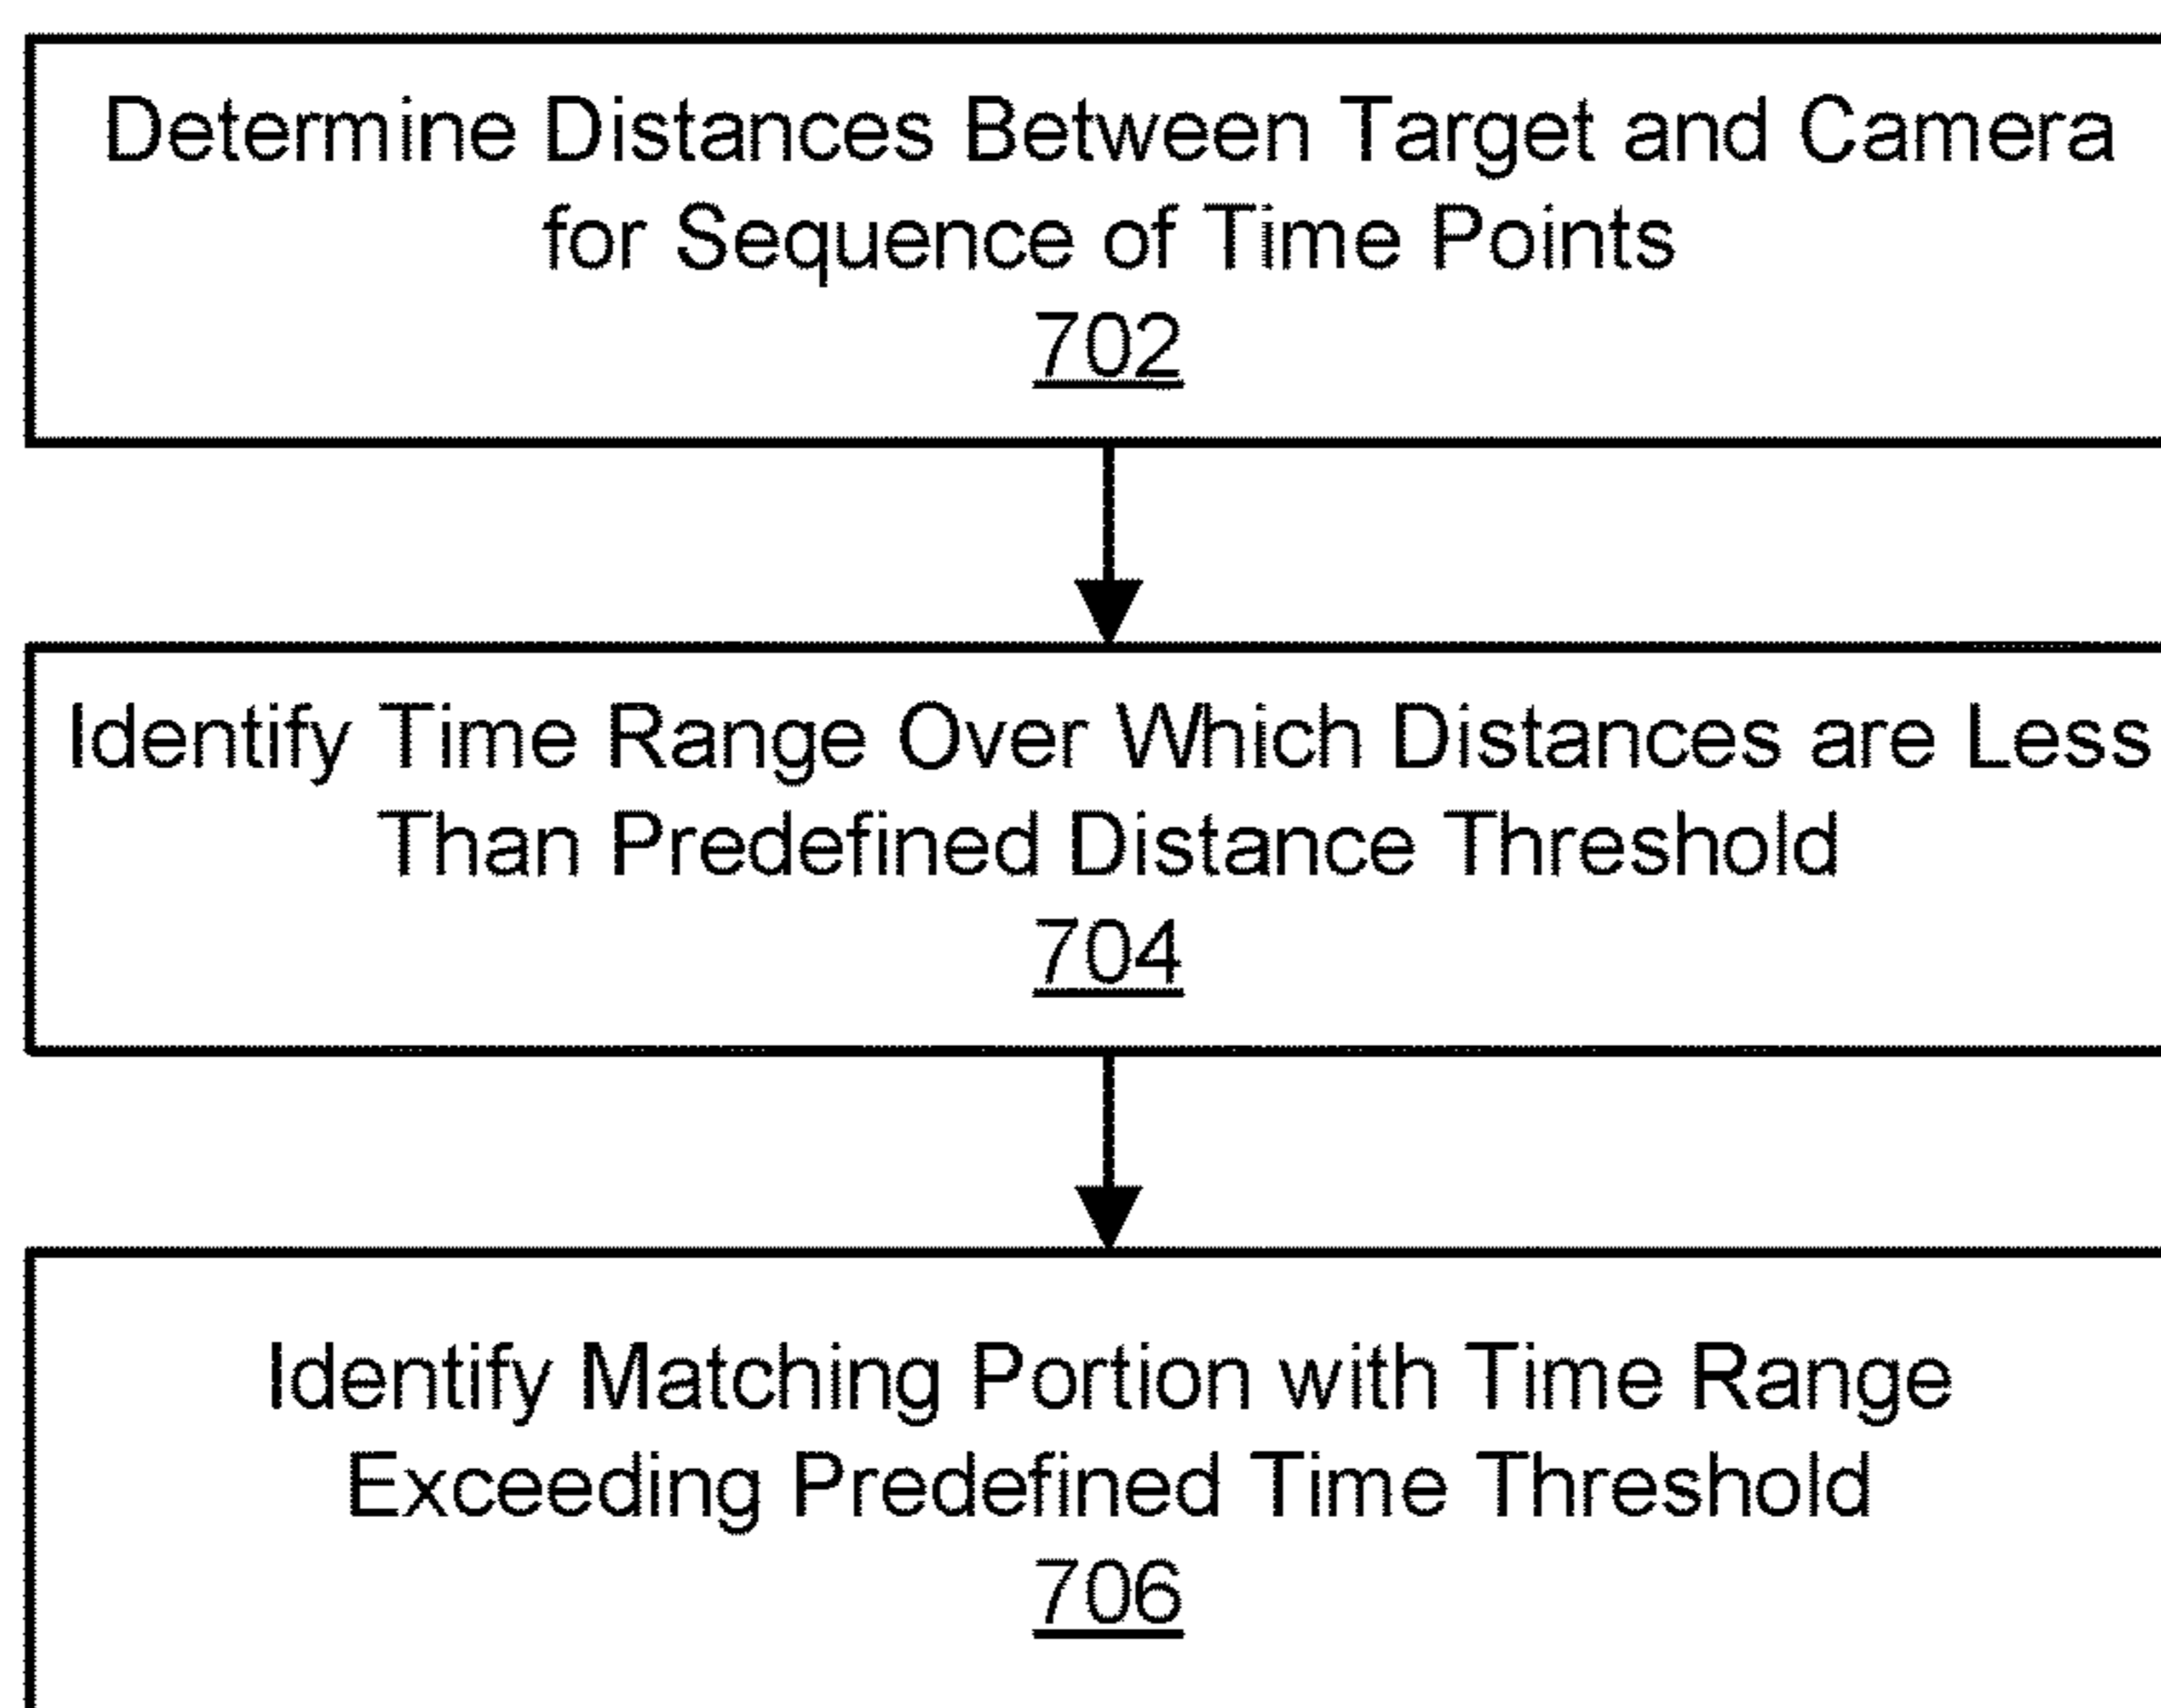 Determine Distances Between Target and Camera
for Sequence of Time Points
702
Identify Time Range Over Which Distances are Less
Than Predefined Distance Threshold
704
Identify Matching Portion with Time Range
Exceeding Predefined Time Threshold
706